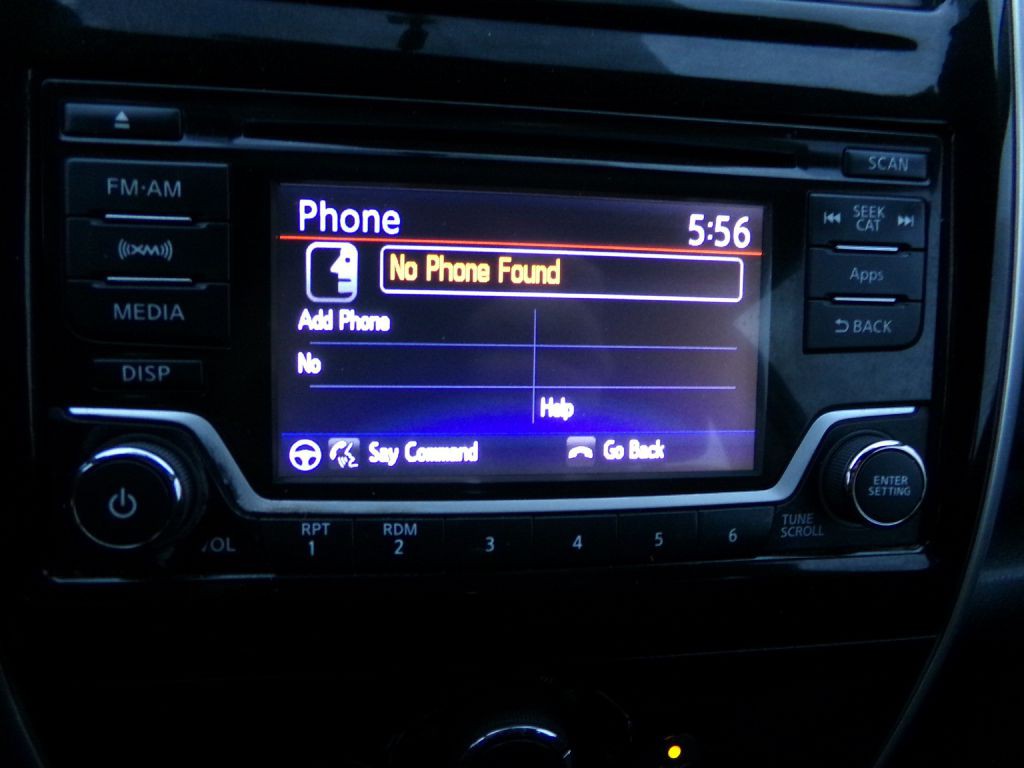 SCAN
FM·AM
XM
MEDIA
DISP
Phone 5:56
No Phone Found
Add Phone
No
Help
Say Command Go Back
SEEK
CAT
Apps
BACK
ENTER
SETTING
TUNE
SCROLL
VOL
RPT
1
RDM
2
3
4
5
6